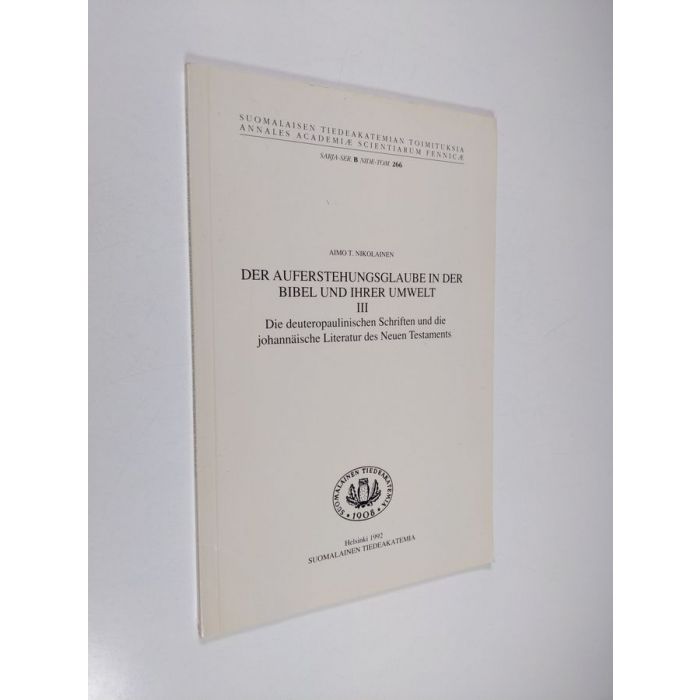 SUOMALAISEN TIEDEAKATEMIAN TOIMITUKSIA
ANNALES ACADEMIÆ SCIENTIARUM FENNICÆ
SARJA-SER. B NIDE-TOM. 266
AIMO T. NIKOLAINEN
DER AUFERSTEHUNGSGLAUBE IN DER
BIBEL UND IHRER UMWELT
III
Die deuteropaulinischen Schriften und die
johannäische Literatur des Neuen Testaments
SUOMALAINEN TIEDEAKATEMIA
• 1908 •
Helsinki 1992
SUOMALAINEN TIEDEAKATEMIA